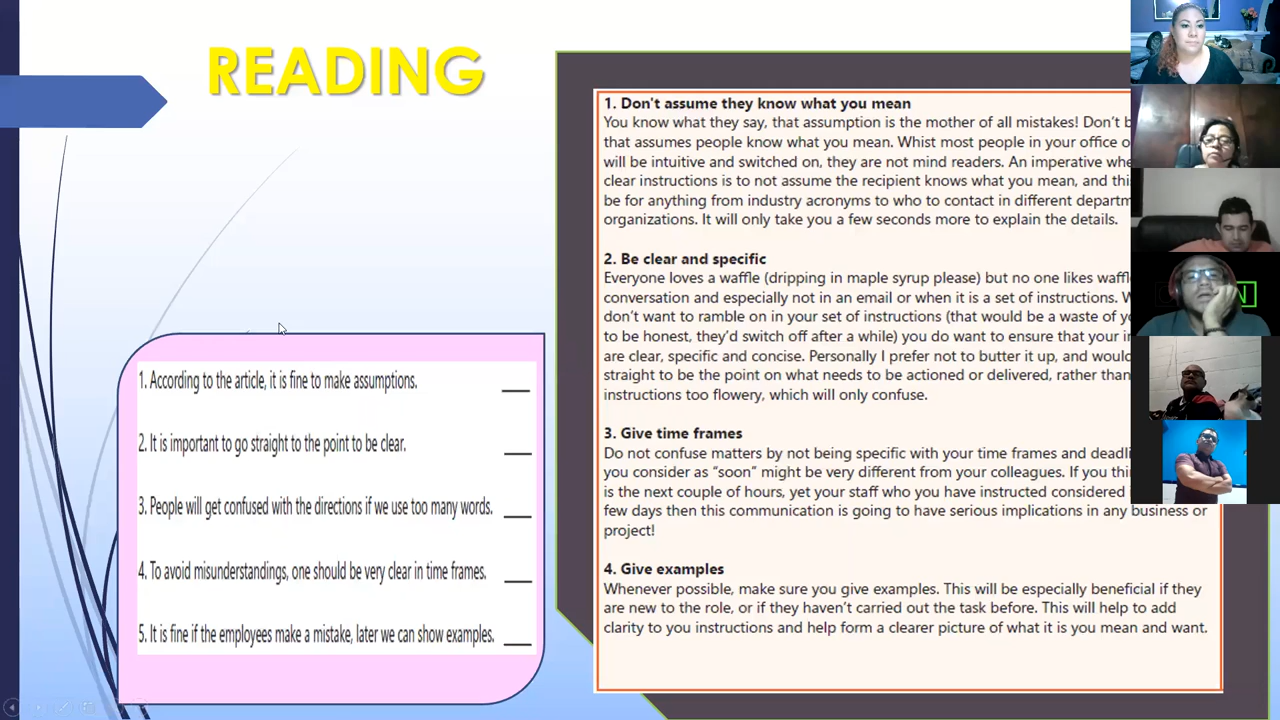 READING
1. According to the article, it is fine to make assumptions. ___
2. It is important to go straight to the point to be clear. ___
3. People will get confused with the directions if we use too many words. ___
4. To avoid misunderstandings, one should be very clear in time frames. ___
5. It is fine if the employees make a mistake, later we can show examples. ___
1. Don't assume they know what you mean
You know what they say, that assumption is the mother of all mistakes! Don't
that assumes people know what you mean. Whist most people in your office
will be intuitive and switched on, they are not mind readers. An imperative
clear instructions is to not assume the recipient knows what you mean, and
be for anything from industry acronyms to who to contact in different
organizations. It will only take you a few seconds more to explain the details.
2. Be clear and specific
Everyone loves a waffle (dripping in maple syrup please) but no one likes
conversation and especially not in an email or when it is a set of instructions.
don't want to ramble on in your set of instructions (that would be a waste of
to be honest, they'd switch off after a while) you do want to ensure that your
are clear, specific and concise. Personally I prefer not to butter it up, and would
straight to be the point on what needs to be actioned or delivered, rather than
instructions too flowery, which will only confuse.
3. Give time frames
Do not confuse matters by not being specific with your time frames and
you consider as "soon" might be very different from your colleagues. If you
is the next couple of hours, yet your staff who you have instructed considered
few days then this communication is going to have serious implications in any business or
project!
4. Give examples
Whenever possible, make sure you give examples. This will be especially beneficial if they
are new to the role, or if they haven't carried out the task before. This will help to add
clarity to you instructions and help form a clearer picture of what it is you mean and want.